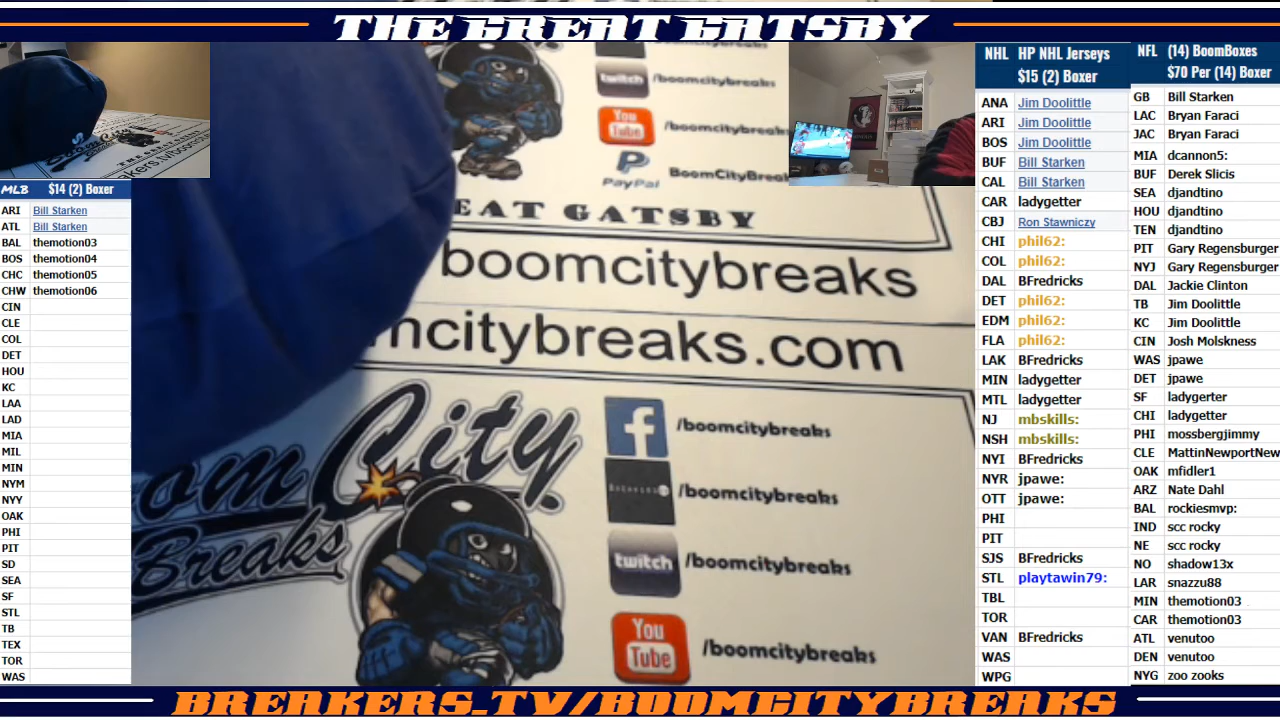 THE GREAT GATSBY
MLB $14 (2) Boxer
ARI Bill Starken
ATL Bill Starken
BAL themotion03
BOS themotion04
CHC themotion05
CHW themotion06
CIN
CLE
COL
DET
HOU
KC
LAA
LAD
MIA
MIL
MIN
NYM
NYY
OAK
PHI
PIT
SD
SEA
SF
STL
TB
TEX
TOR
WAS
twitch /boomcitybreaks
You Tube /boomcitybreaks
PayPal BoomCityBrea
EAT GATSBY
/boomcitybreaks
mcitybreaks.com
oom City Breaks
/boomcitybreaks
/boomcitybreaks
twitch /boomcitybreaks
You Tube /boomcitybreaks
NHL HP NHL Jerseys
$15 (2) Boxer
ANA Jim Doolittle
ARI Jim Doolittle
BOS Jim Doolittle
BUF Bill Starken
CAL Bill Starken
CAR ladygetter
CBJ Ron Stawniczy
CHI phil62:
COL phil62:
DAL BFredricks
DET phil62:
EDM phil62:
FLA phil62:
LAK BFredricks
MIN ladygetter
MTL ladygetter
NJ mbskills:
NSH mbskills:
NYI BFredricks
NYR jpawe:
OTT jpawe:
PHI
PIT
SJS BFredricks
STL playtawin79:
TBL
TOR
VAN BFredricks
WAS
WPG
NFL (14) BoomBoxes
$70 Per (14) Boxer
GB Bill Starken
LAC Bryan Faraci
JAC Bryan Faraci
MIA dcannon5:
BUF Derek Slicis
SEA djandtino
HOU djandtino
TEN djandtino
PIT Gary Regensburger
NYJ Gary Regensburger
DAL Jackie Clinton
TB Jim Doolittle
KC Jim Doolittle
CIN Josh Molskness
WAS jpawe
DET jpawe
SF ladygerter
CHI ladygetter
PHI mossbergjimmy
CLE MattinNewportNew
OAK mfidler1
ARZ Nate Dahl
BAL rockiesmvp:
IND scc rocky
NE scc rocky
NO shadow13x
LAR snazzu88
MIN themotion03
CAR themotion03
ATL venutoo
DEN venutoo
NYG zoo zooks
BREAKERS.TV/BOOMCITYBREAKS